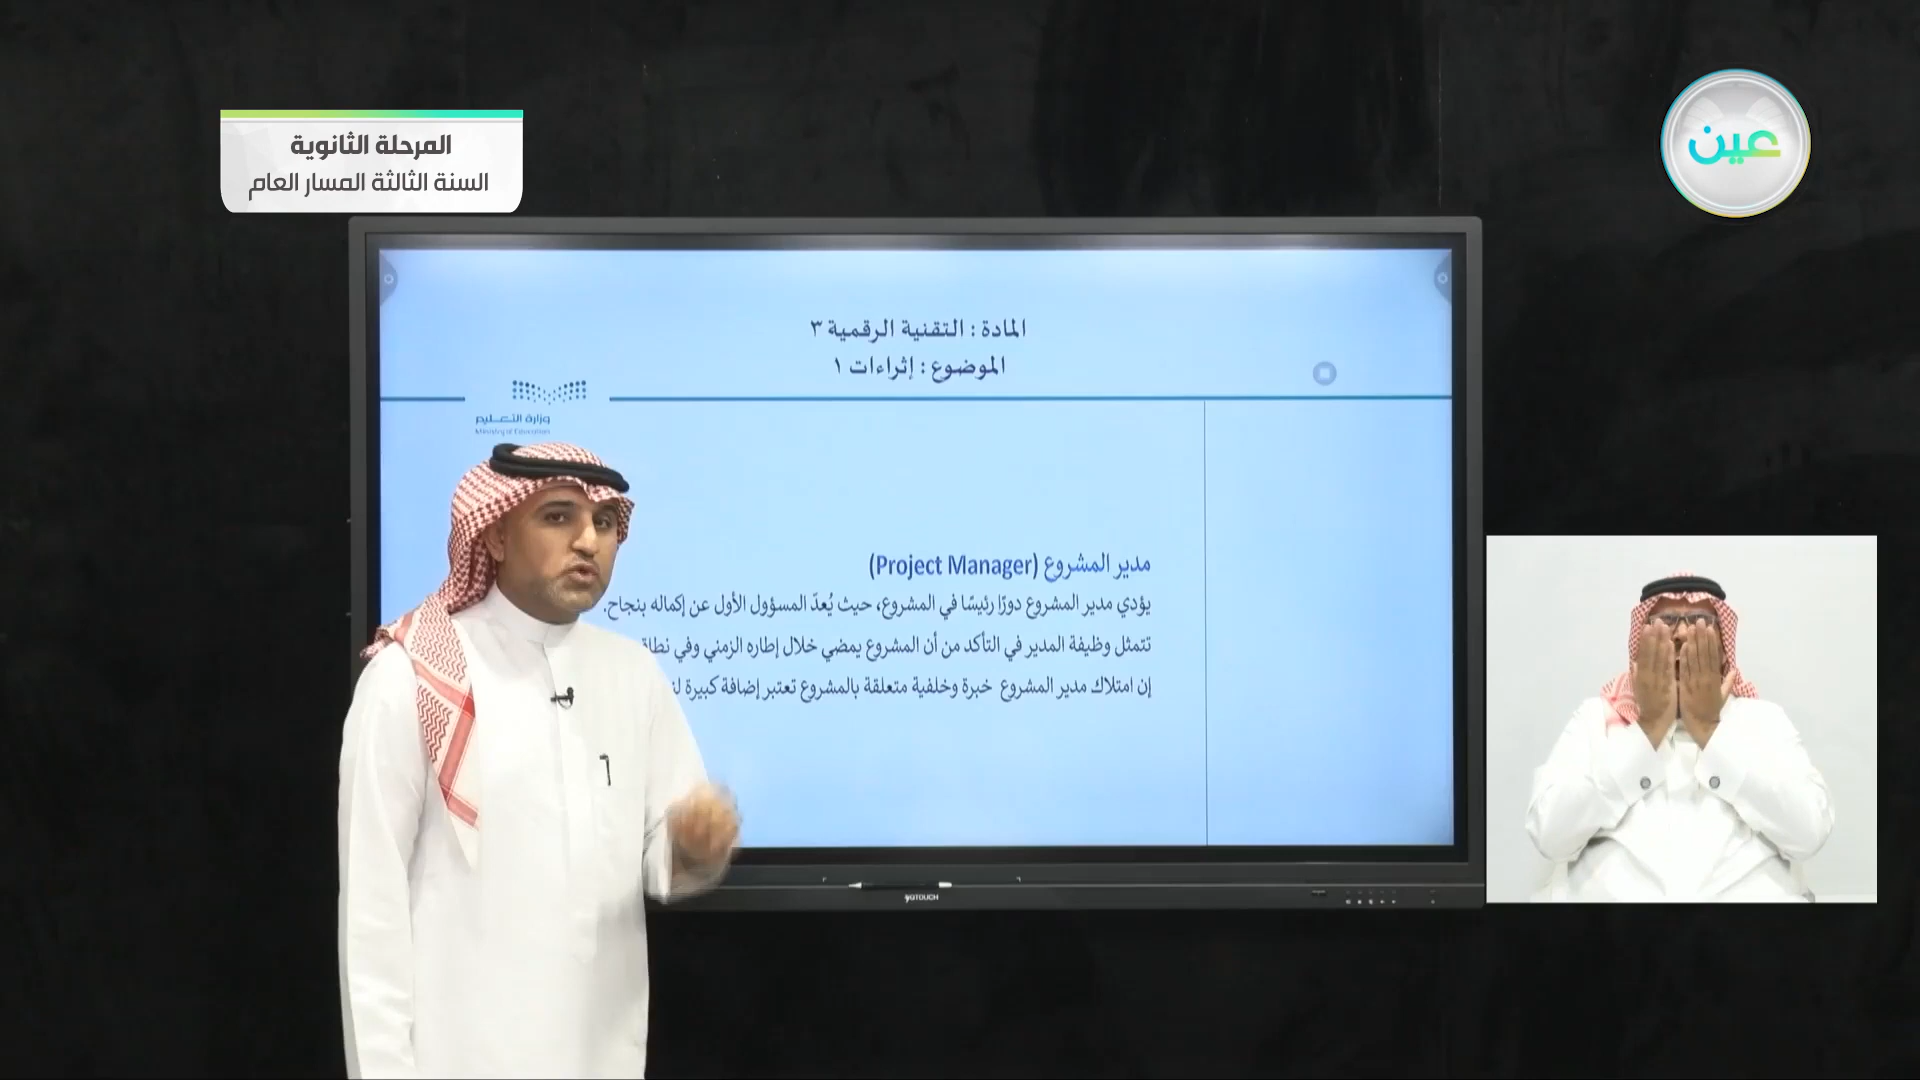 المرحلة الثانوية
السنة الثالثة المسار العام
عين
المادة : التقنية الرقمية ٣
الموضوع : إثراءات ١
وزارة التعليم
Ministry of Education
مدير المشروع (Project Manager)
يؤدي مدير المشروع دورًا رئيسًا في المشروع، حيث يُعدّ المسؤول الأول عن إكماله بنجاح.
تتمثل وظيفة المدير في التأكد من أن المشروع يمضي خلال إطاره الزمني وفي
إن امتلاك مدير المشروع خبرة وخلفية متعلقة بالمشروع تعتبر إضافة كبيرة